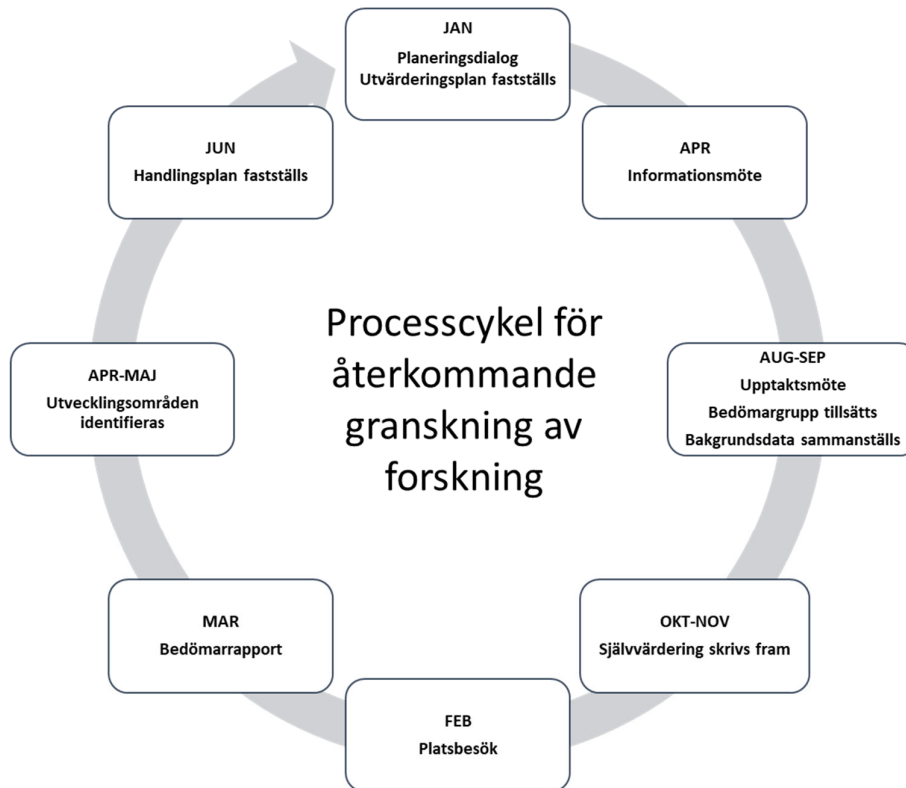 JAN
Planeringsdialog
Utvärderingsplan fastställs
APR
Informationsmöte
AUG-SEP
Upptaktsmöte
Bedömargrupp tillsätts
Bakgrundsdata sammanställs
OKT-NOV
Självvärdering skrivs fram
FEB
Platsbesök
MAR
Bedömarrapport
APR-MAJ
Utvecklingsområden
identifieras
JUN
Handlingsplan fastställs
Processcykel för
återkommande
granskning av
forskning